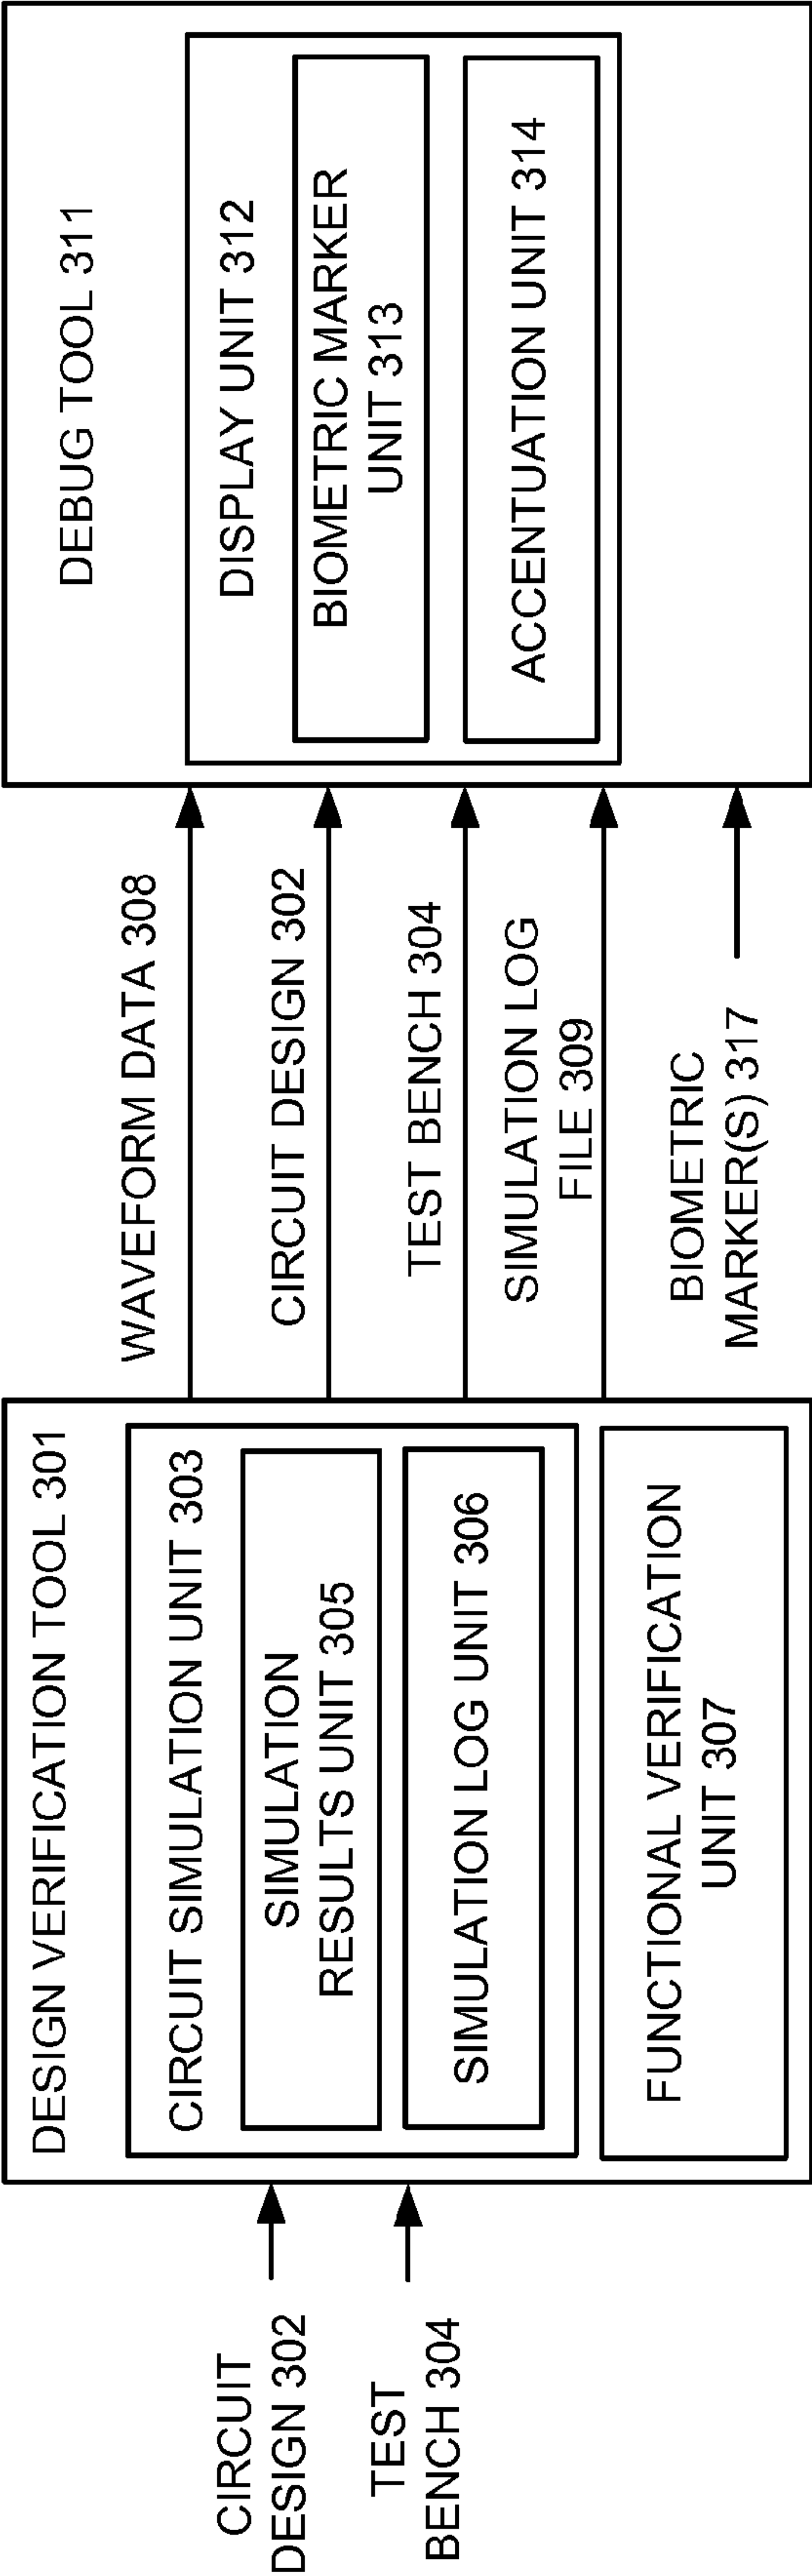 CIRCUIT
DESIGN 302
TEST
BENCH 304
DESIGN VERIFICATION TOOL 301
CIRCUIT SIMULATION UNIT 303
SIMULATION
RESULTS UNIT 305
SIMULATION LOG UNIT 306
FUNCTIONAL VERIFICATION
UNIT 307
WAVEFORM DATA 308
CIRCUIT DESIGN 302
TEST BENCH 304
SIMULATION LOG
FILE 309
BIOMETRIC
MARKER(S) 317
DEBUG TOOL 311
DISPLAY UNIT 312
BIOMETRIC MARKER
UNIT 313
ACCENTUATION UNIT 314